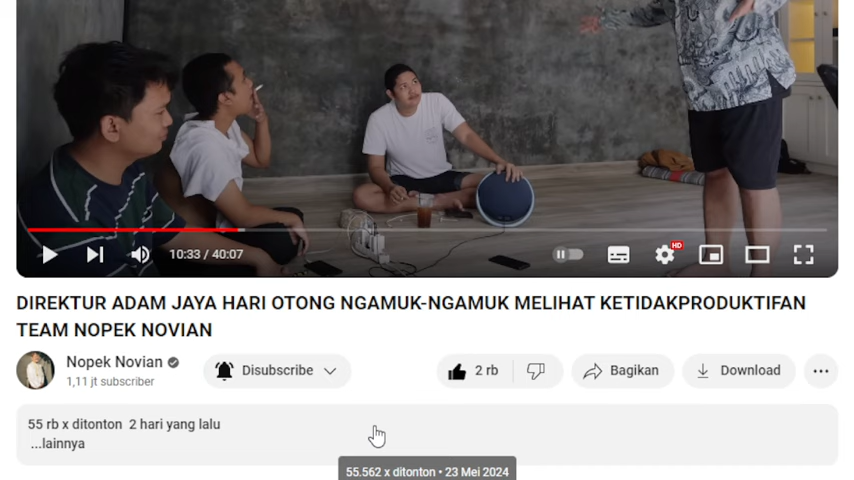 10:33 / 40:07
HD
DIREKTUR ADAM JAYA HARI OTONG NGAMUK-NGAMUK MELIHAT KETIDAKPRODUKTIFAN
TEAM NOPEK NOVIAN
Nopek Novian
1,11 jt subscriber
Disubscribe
2 rb
Bagikan
Download
55 rb x ditonton 2 hari yang lalu
...lainnya
55.562 x ditonton • 23 Mei 2024